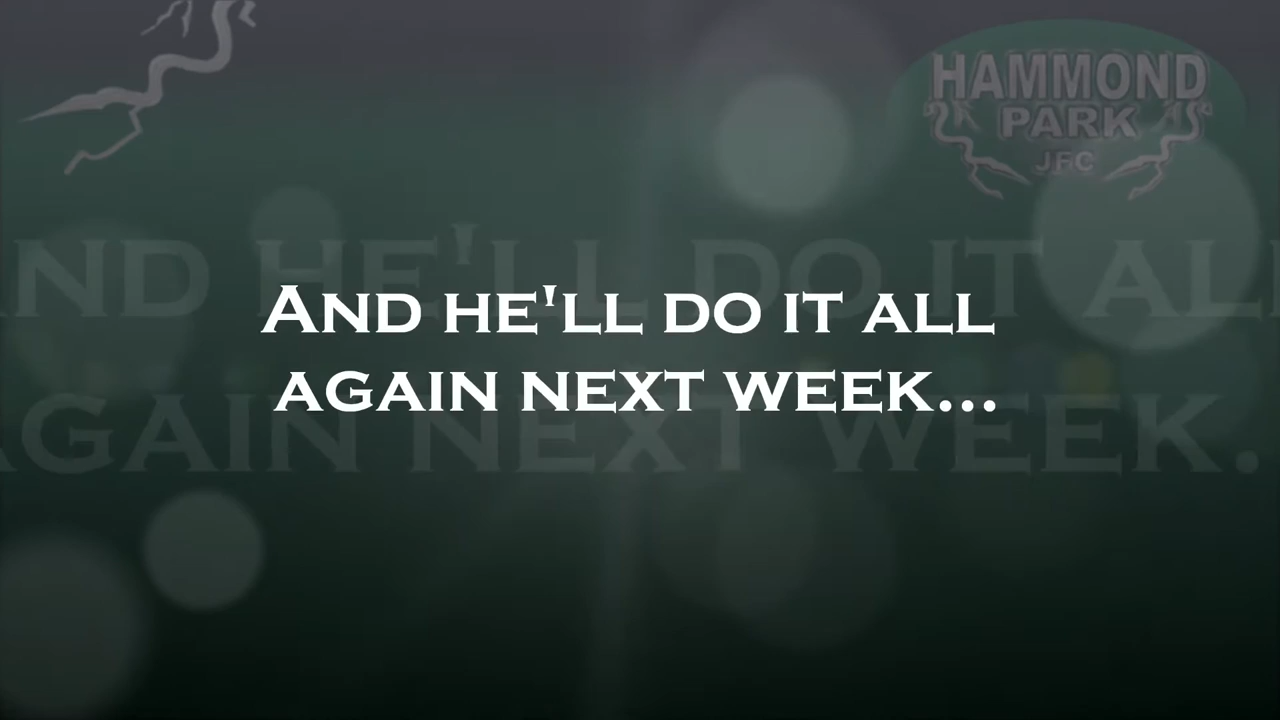 HAMMOND
PARK
JFC
And he'll do it all
again next week...